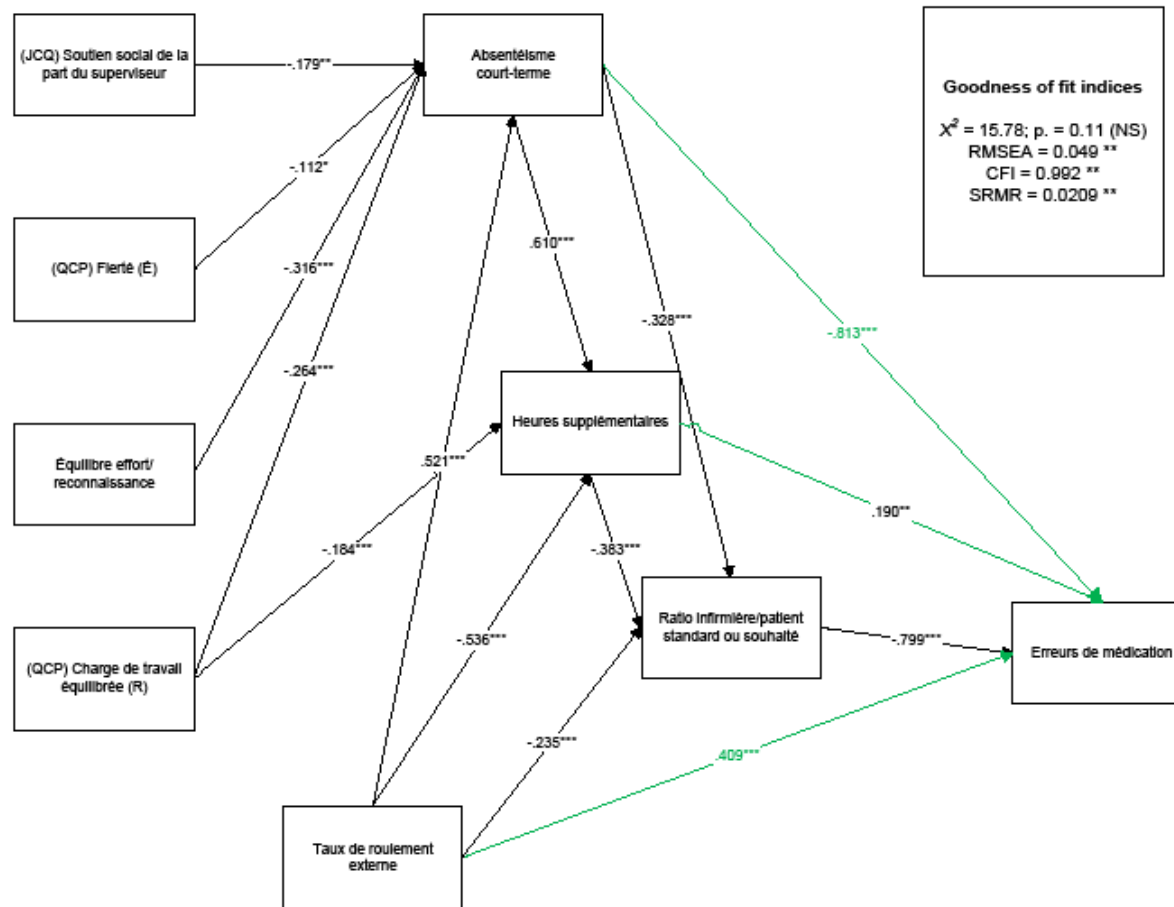 (JCQ) Soutien social de la
part du superviseur
-.179**
Absentéisme
court-terme
Goodness of fit indices
X² = 15.78; p. = 0.11 (NS)
RMSEA = 0.049 **
CFI = 0.992 **
SRMR = 0.0209 **
-.112*
(QCP) Fierté (É)
-.316***
.610***
-.328***
-.813***
-.264***
Heures supplémentaires
Équilibre effort/
reconnaissance
.521***
.190**
-.184***
-.383***
Ratio infirmière/patient
standard ou souhaité
-.536***
-.799***
Erreurs de médication
(QCP) Charge de travail
équilibrée (R)
-.235***
.409***
Taux de roulement
externe